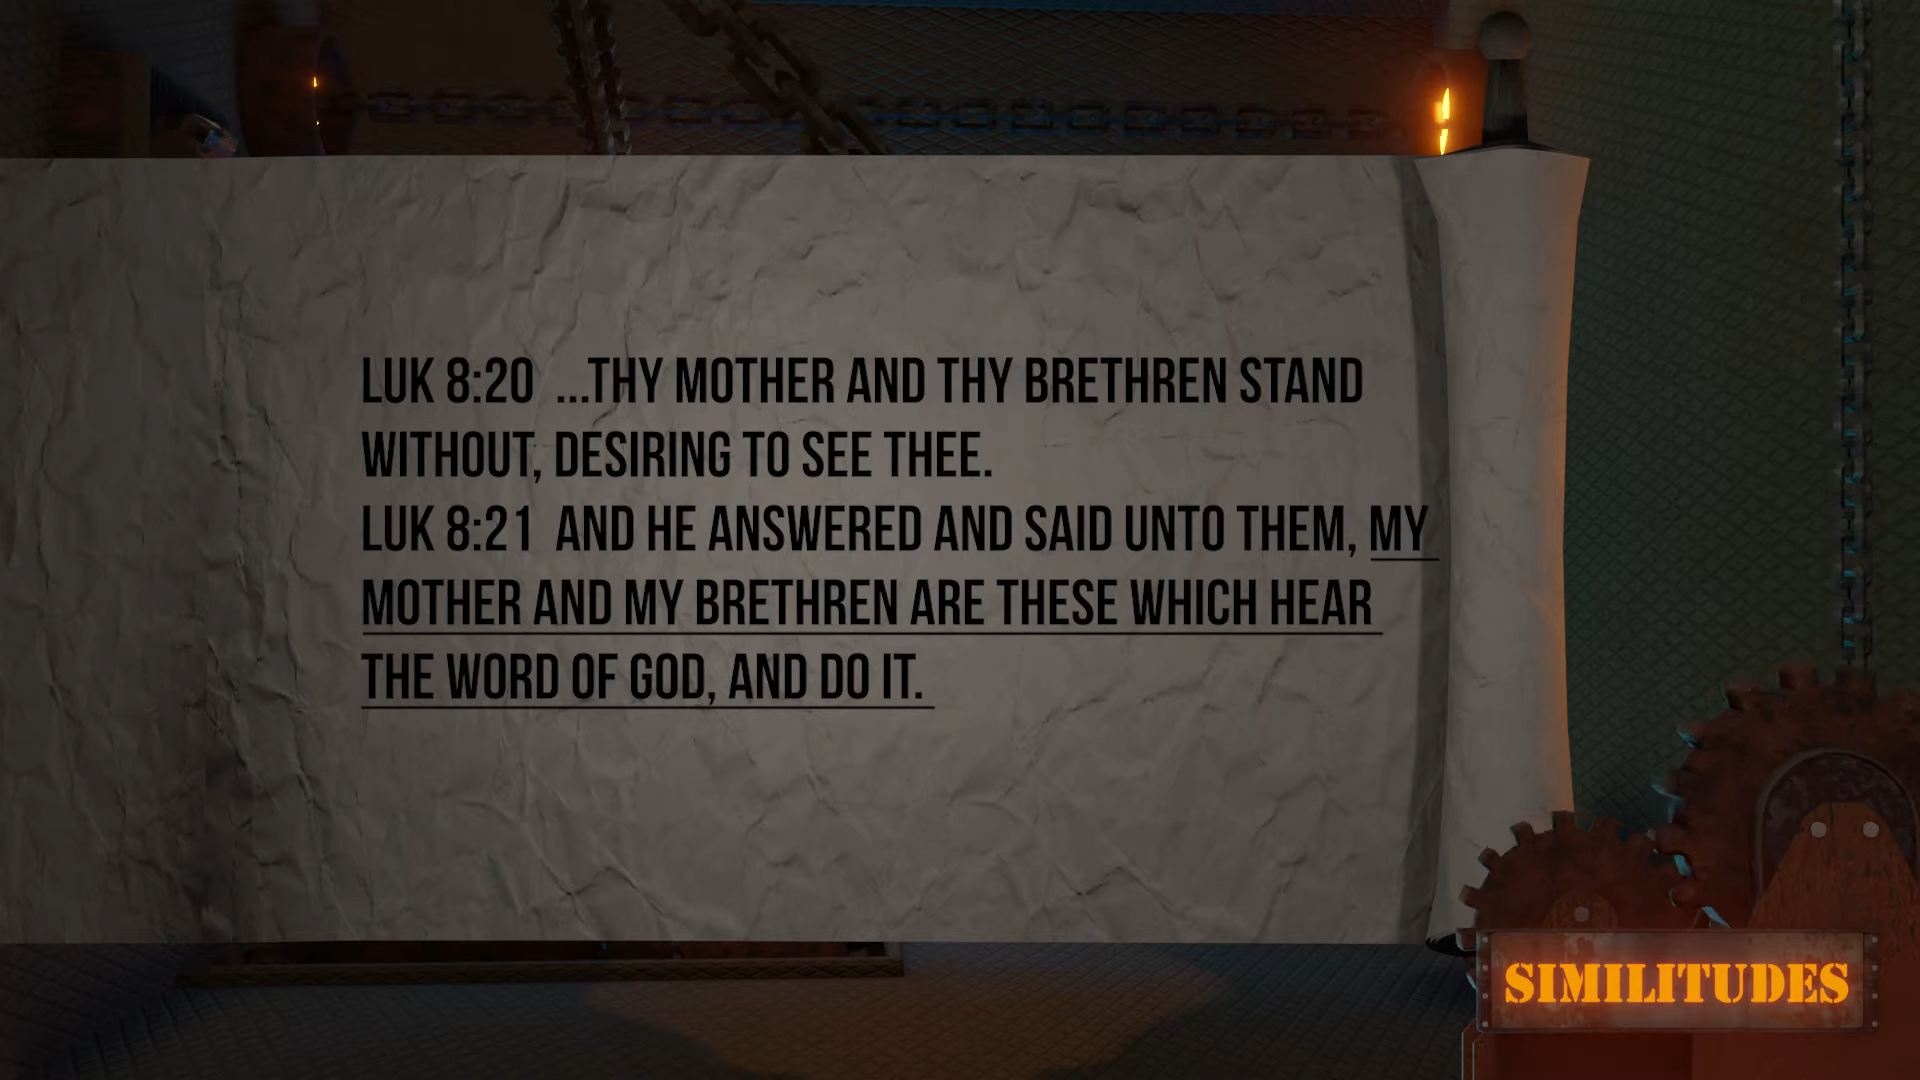 LUK 8:20 ...THY MOTHER AND THY BRETHREN STAND
WITHOUT, DESIRING TO SEE THEE.
LUK 8:21 AND HE ANSWERED AND SAID UNTO THEM, MY
MOTHER AND MY BRETHREN ARE THESE WHICH HEAR
THE WORD OF GOD, AND DO IT.
SIMILITUDES